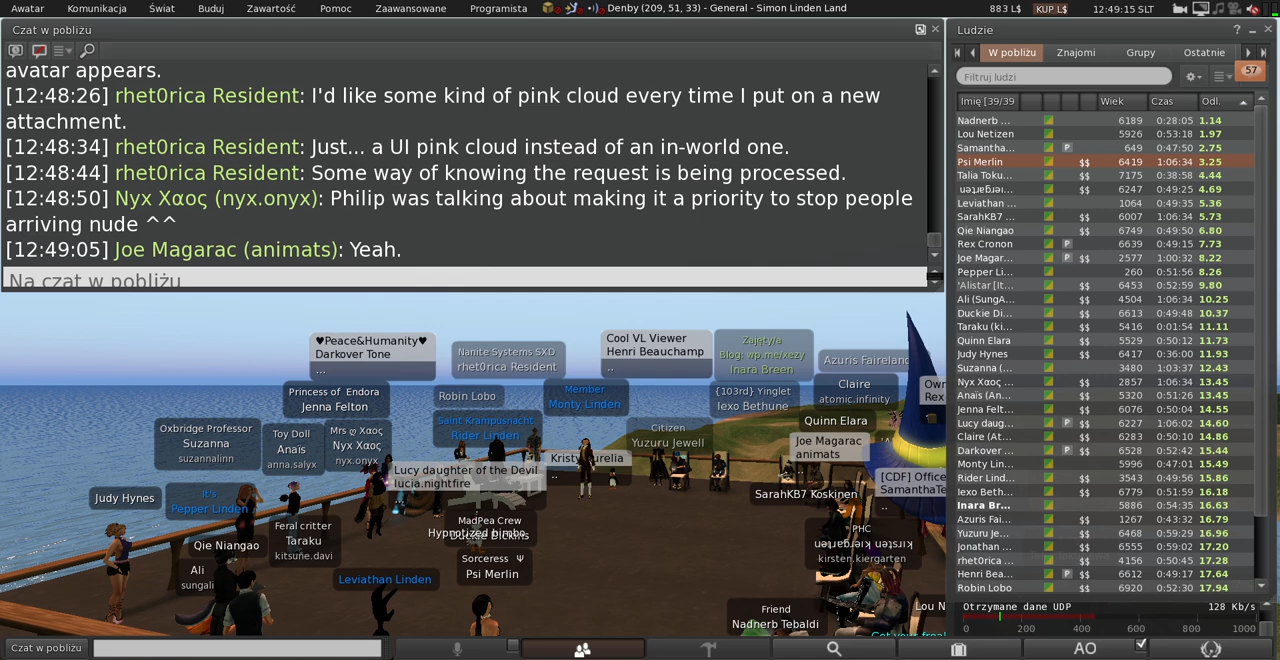 Awatar Komunikacja Świat Buduj Zawartość Pomoc Zaawansowane Programista Denby (209, 51, 33) - General - Simon Linden Land 883 L$ KUP L$ 12:49:15 SLT
Czat w pobliżu
avatar appears.
[12:48:26] rhet0rica Resident: I'd like some kind of pink cloud every time I put on a new
attachment.
[12:48:34] rhet0rica Resident: Just... a UI pink cloud instead of an in-world one.
[12:48:44] rhet0rica Resident: Some way of knowing the request is being processed.
[12:48:50] Nyx Χαος (nyx.onyx): Philip was talking about making it a priority to stop people
arriving nude ^^
[12:49:05] Joe Magarac (animats): Yeah.
Na czat w pobliżu
♥Peace&Humanity♥
Darkover Tone
...
Nanite Systems SXD
rhet0rica Resident
Cool VL Viewer
Henri Beauchamp
..
Zajęty/a
Blog: wp.me/xezy
Inara Breen
Azuris Faireland
Princess of Endora
Jenna Felton
Robin Lobo
Member
Monty Linden
{103rd} Yinglet
Iexo Bethune
Claire
atomic.infinity
Own
Rex
Oxbridge Professor
Suzanna
suzannalinn
Toy Doll
Anaïs
anna.salyx
Mrs ღ Χαος
Nyx Χαος
nyx.onyx
Saint Krampusnacht
Rider Linden
Citizen
Yuzuru Jewell
Quinn Elara
Joe Magarac
animats
..
Lucy daughter of the Devil
lucia.nightfire
..
[CDF] Office
SamanthaTe
..
Judy Hynes
It's
Pepper Linden
SarahKB7 Koskinen
Feral critter
Taraku
kitsune.davi
Qie Niangao
MadPea Crew
PHC
kirsten.kiergarten
Ali
sungali
Sorceress Ψ
Psi Merlin
Leviathan Linden
Friend
Nadnerb Tebaldi
Lou N
Ludzie
W pobliżu Znajomi Grupy Ostatnie
57
Filtruj ludzi
Imię [39/39 Wiek Czas Odl.
Nadnerb ... 6189 0:28:05 1.14
Lou Netizen 5926 0:53:18 1.97
Samantha... P 649 0:47:50 2.75
Psi Merlin $$ 6419 1:06:34 3.25
Talia Toku... $$ 7175 0:38:58 4.44
$$ 6247 0:49:25 4.69
Leviathan ... 1064 0:49:35 5.36
SarahKB7 ... $$ 6007 1:06:34 5.73
Qie Niangao $$ 6749 0:49:50 6.80
Rex Cronon P 6639 0:49:15 7.73
Joe Magar... P $$ 2577 1:00:32 8.22
Pepper Li... 260 0:51:56 8.26
'Alistar [It... $$ 6453 0:52:59 9.80
Ali (SungA... $$ 4504 1:06:34 10.25
Duckie Di... $$ 6613 0:49:48 10.37
Taraku (ki... $$ 5416 0:01:54 11.11
Quinn Elara $$ 5529 0:50:12 11.73
Judy Hynes $$ 6417 0:36:00 11.93
Suzanna (... $$ 3480 1:03:37 12.43
Nyx Χαος ... $$ 2857 1:06:34 13.45
Anaïs (An... $$ 5320 0:51:26 13.45
Jenna Felt... $$ 6076 0:50:04 14.55
Lucy daug... P $$ 6227 1:06:02 14.60
Claire (At... $$ 6283 0:50:10 14.86
Darkover ... P $$ 6528 0:52:42 15.44
Monty Lin... 5996 0:47:01 15.49
Rider Lind... $$ 3543 0:49:56 15.86
Iexo Beth... $$ 6779 0:51:59 16.18
Inara Br... 5886 0:54:35 16.63
Azuris Fai... $$ 1267 0:43:32 16.79
Yuzuru Je... $$ 6468 0:59:29 16.96
Jonathan ... $$ 6555 0:59:02 17.20
rhet0rica ... $$ 4156 0:50:45 17.28
Henri Bea... P $$ 6612 0:49:17 17.64
Robin Lobo $$ 6920 0:52:30 17.94
Otrzymane dane UDP 128 Kb/s
0 200 400 600 800 1000
Czat w pobliżu
AO